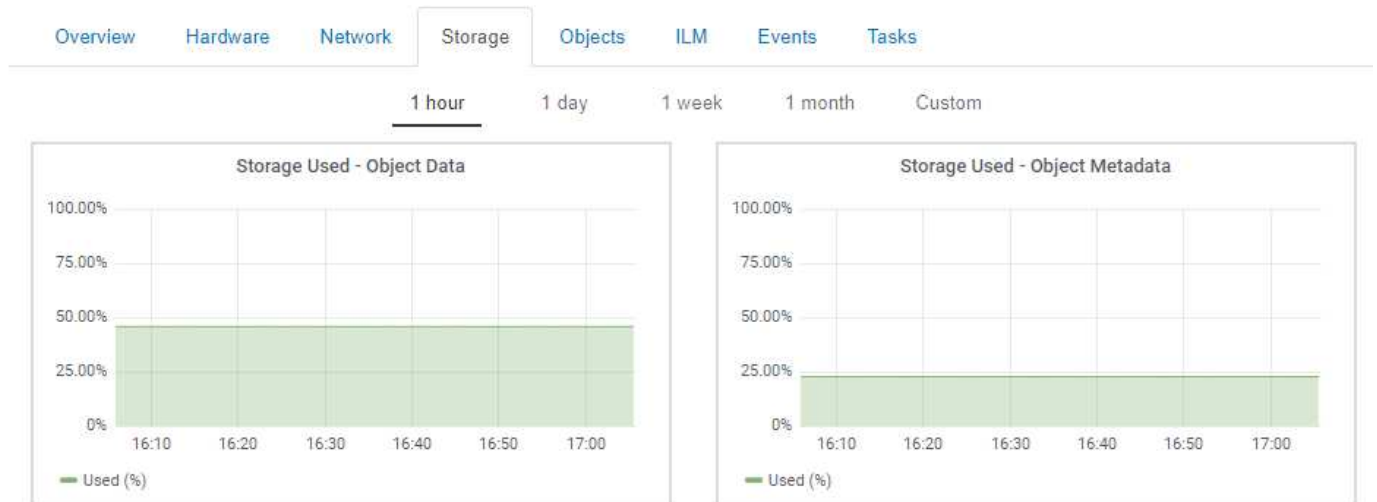 Overview Hardware Network Storage Objects ILM Events Tasks
1 hour 1 day 1 week 1 month Custom
Storage Used - Object Data
100.00%
75.00%
50.00%
25.00%
0%
16:10 16:20 16:30 16:40 16:50 17:00
Used (%)
Storage Used - Object Metadata
100.00%
75.00%
50.00%
25.00%
0%
16:10 16:20 16:30 16:40 16:50 17:00
Used (%)